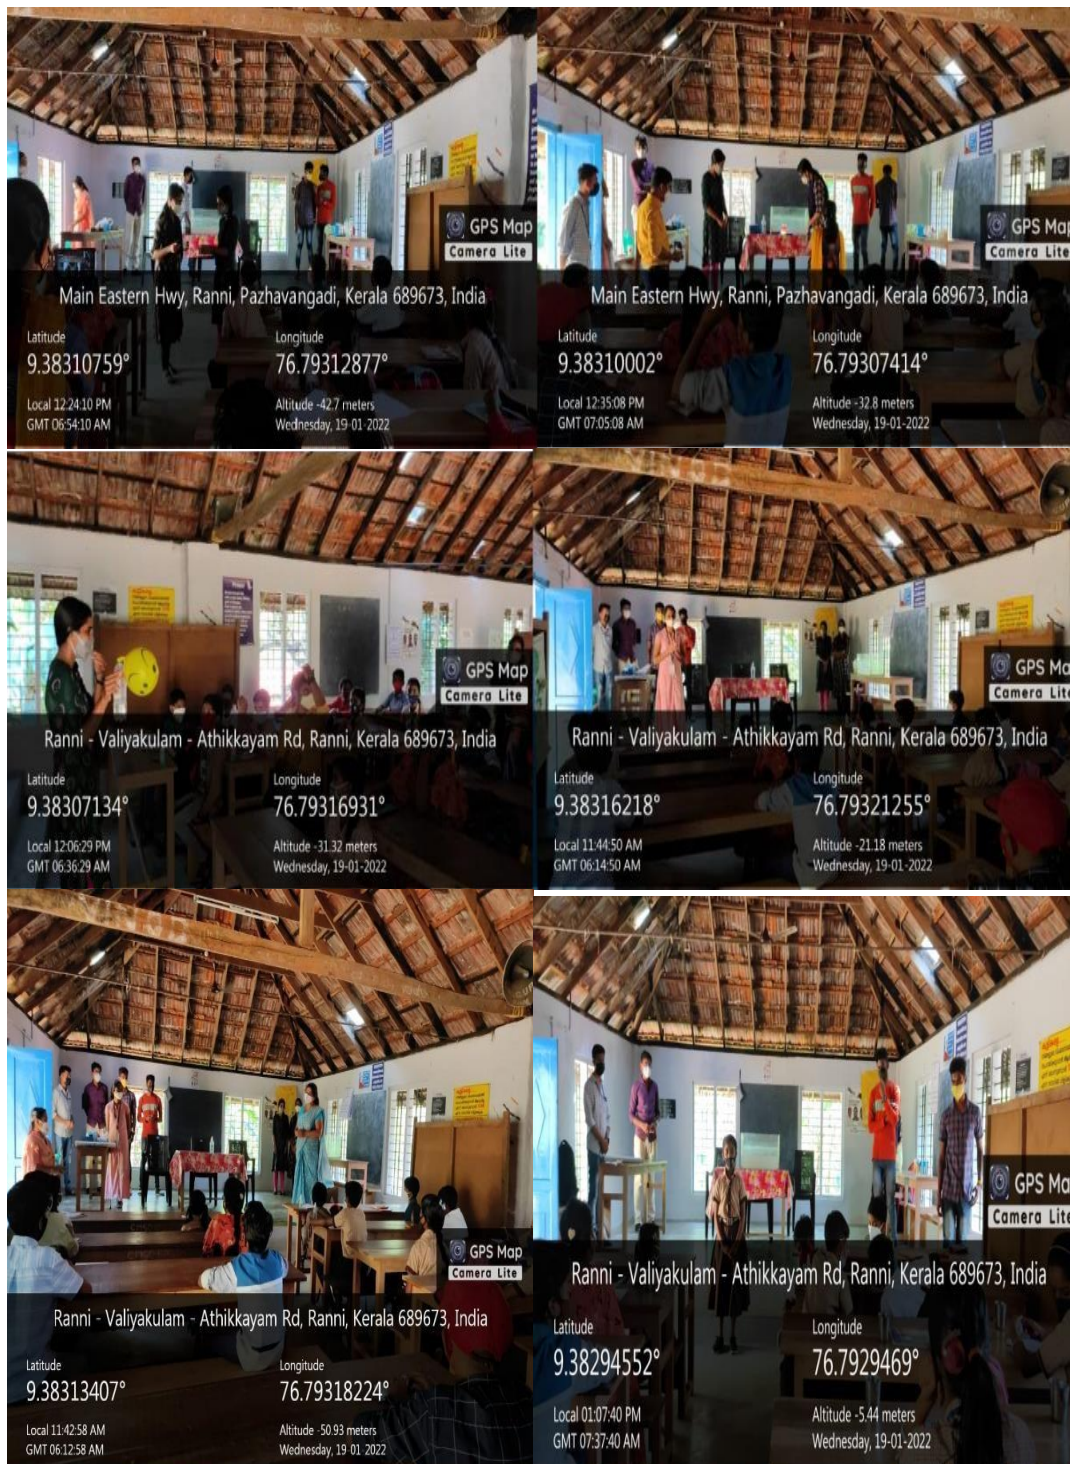 GPS Map
Camera Lite
Main Eastern Hwy, Ranni, Pazhavangadi, Kerala 689673, India
Latitude
9.38310759°
Longitude
76.79312877°
Local 12:24:10 PM
GMT 06:54:10 AM
Altitude -42.7 meters
Wednesday, 19-01-2022
GPS Map
Camera Lite
Main Eastern Hwy, Ranni, Pazhavangadi, Kerala 689673, India
Latitude
9.38310002°
Longitude
76.79307414°
Local 12:35:08 PM
GMT 07:05:08 AM
Altitude -32.8 meters
Wednesday, 19-01-2022
GPS Map
Camera Lite
Ranni - Valiyakulam - Athikkayam Rd, Ranni, Kerala 689673, India
Latitude
9.38307134°
Longitude
76.79316931°
Local 12:06:29 PM
GMT 06:36:29 AM
Altitude -31.32 meters
Wednesday, 19-01-2022
GPS Ma
Camera Lite
Ranni - Valiyakulam - Athikkayam Rd, Ranni, Kerala 689673, India
Latitude
9.38316218°
Longitude
76.79321255°
Local 11:44:50 AM
GMT 06:14:50 AM
Altitude -21.18 meters
Wednesday, 19-01-2022
GPS Map
Camera Lite
Ranni - Valiyakulam - Athikkayam Rd, Ranni, Kerala 689673, India
Latitude
9.38313407°
Longitude
76.79318224°
Local 11:42:58 AM
GMT 06:12:58 AM
Altitude -50.93 meters
Wednesday, 19-01-2022
GPS Ma
Camera Lite
Ranni - Valiyakulam - Athikkayam Rd, Ranni, Kerala 689673, India
Latitude
9.38294552°
Longitude
76.7929469°
Local 01:07:40 PM
GMT 07:37:40 AM
Altitude -5.44 meters
Wednesday, 19-01-2022